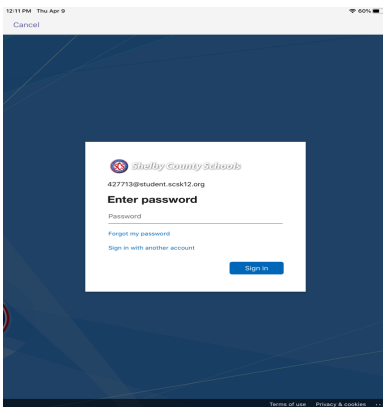 12:11 PM Thu Apr 9 60%
Cancel
Shelby County Schools
427713@student.scsk12.org
Enter password
Password
Forgot my password
Sign in with another account
Sign in
Terms of use Privacy & cookies ...